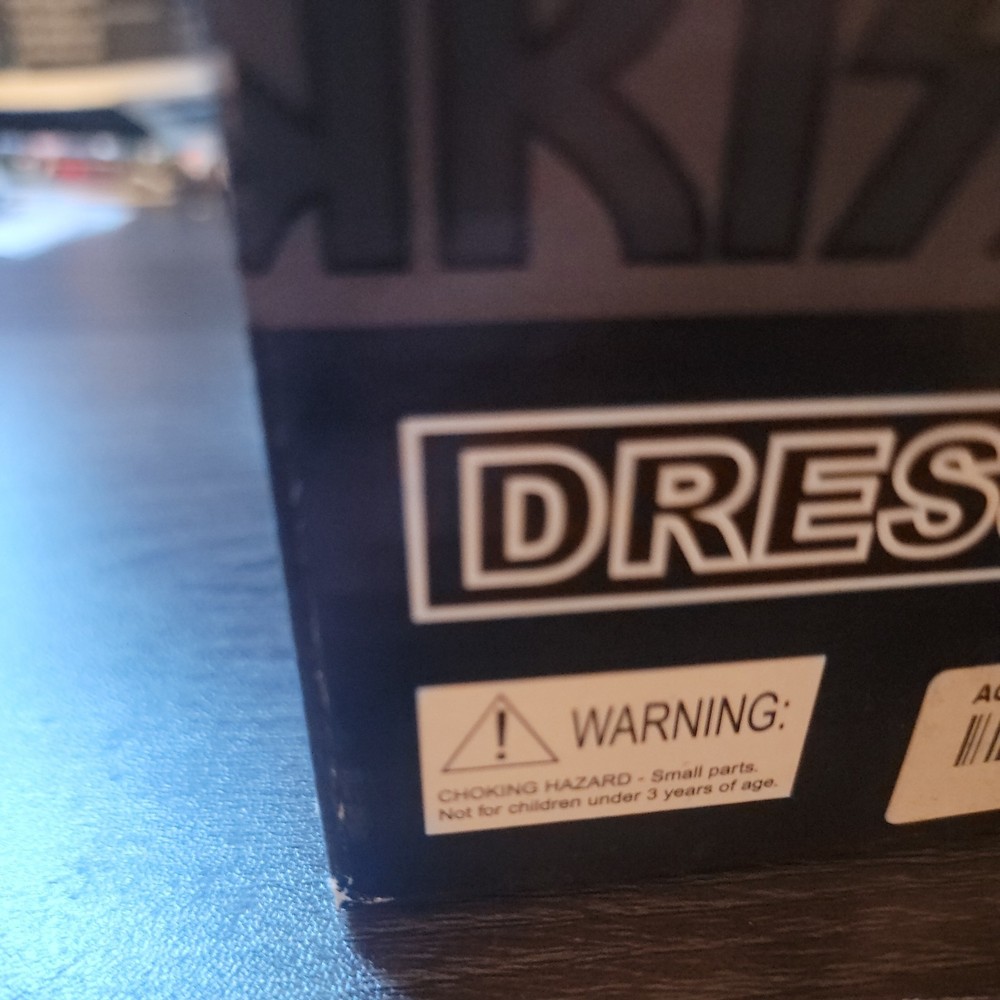 DRES
WARNING:
CHOKING HAZARD - Small parts.
Not for children under 3 years of age.